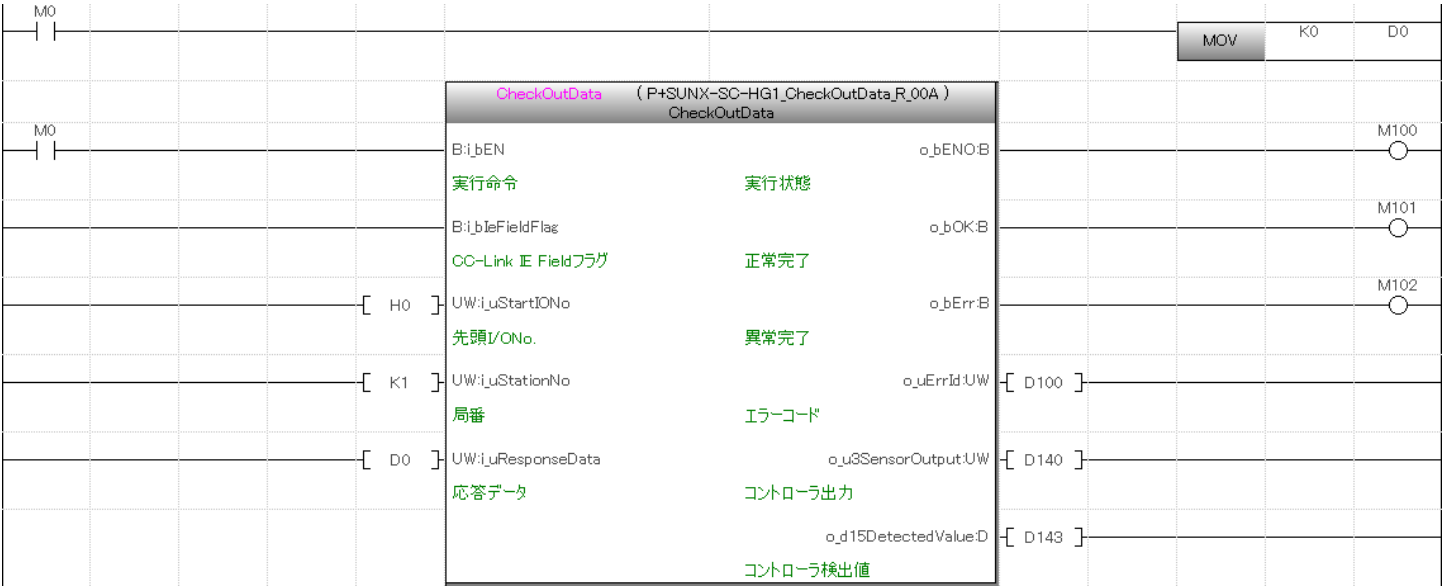 M0
MOV K0 D0
CheckOutData (P+SUNX-SC-HG1_CheckOutData_R_00A)
CheckOutData
M0 M100
B:i_bEN o_bENO:B
実行命令 実行状態
M101
B:i_bIeFieldFlag o_bOK:B
CC-Link IE Fieldフラグ 正常完了
M102
H0 UW:i_uStartIONo o_bErr:B
先頭I/ONo. 異常完了
K1 UW:i_uStationNo o_uErrId:UW D100
局番 エラーコード
D0 UW:i_uResponseData o_u3SensorOutput:UW D140
応答データ コントローラ出力
o_d15DetectedValue:D D143
コントローラ検出値